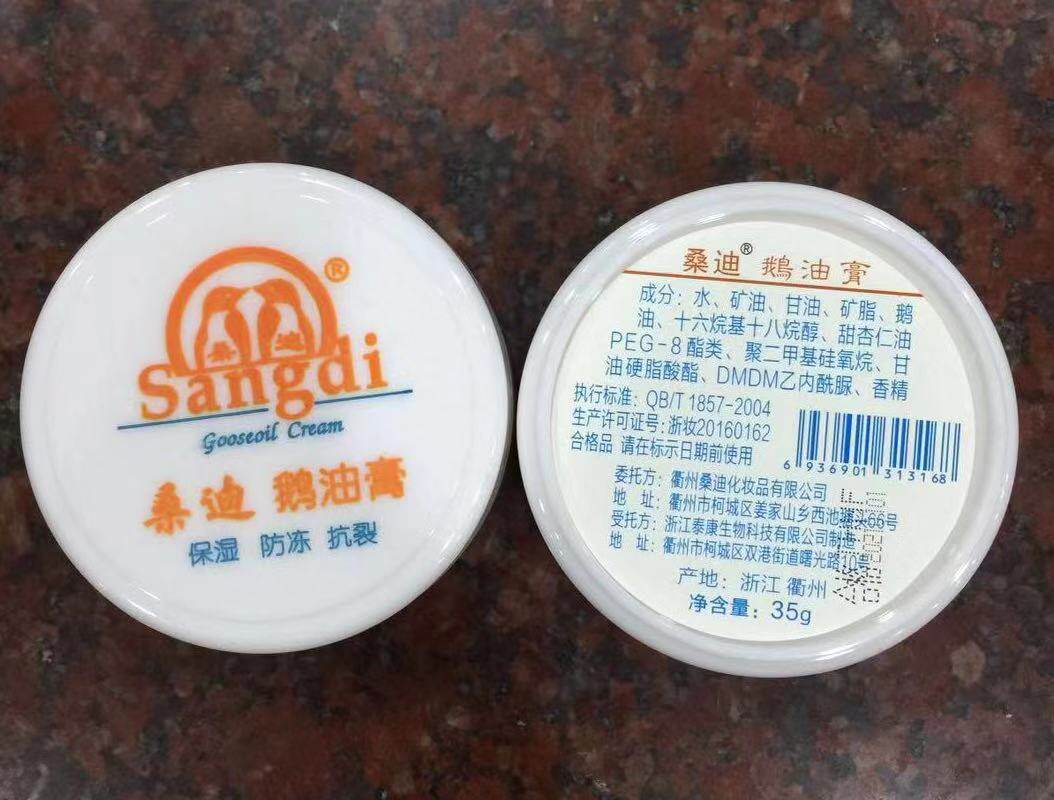 桑 迪
®
Sangdi
Gooseoil Cream
桑迪 鹅油膏
保湿 防冻 抗裂
桑迪® 鵝油膏
成分：水、矿油、甘油、矿脂、鹅
油、十六烷基十八烷醇、甜杏仁油
PEG-8酯类、聚二甲基硅氧烷、甘
油硬脂酸酯、DMDM乙内酰脲、香精
执行标准：QB/T 1857-2004
生产许可证号：浙妆20160162
合格品 请在标示日期前使用
6 936901 313168
委托方：衢州桑迪化妆品有限公司
地 址：衢州市柯城区姜家山乡西池 66号
受托方：浙江泰康生物科技有限公司制造
地 址：衢州市柯城区双港街道曙光路10号
产地：浙江 衢州
净含量：35g